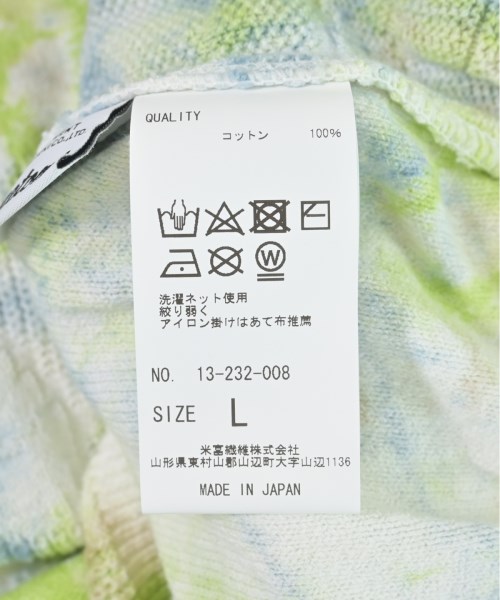 QUALITY
コットン 100%
W
洗濯ネット使用
絞り弱く
アイロン掛けはあて布推薦
NO. 13-232-008
SIZE L
米富繊維株式会社
山形県東村山郡山辺町大字山辺1136
MADE IN JAPAN